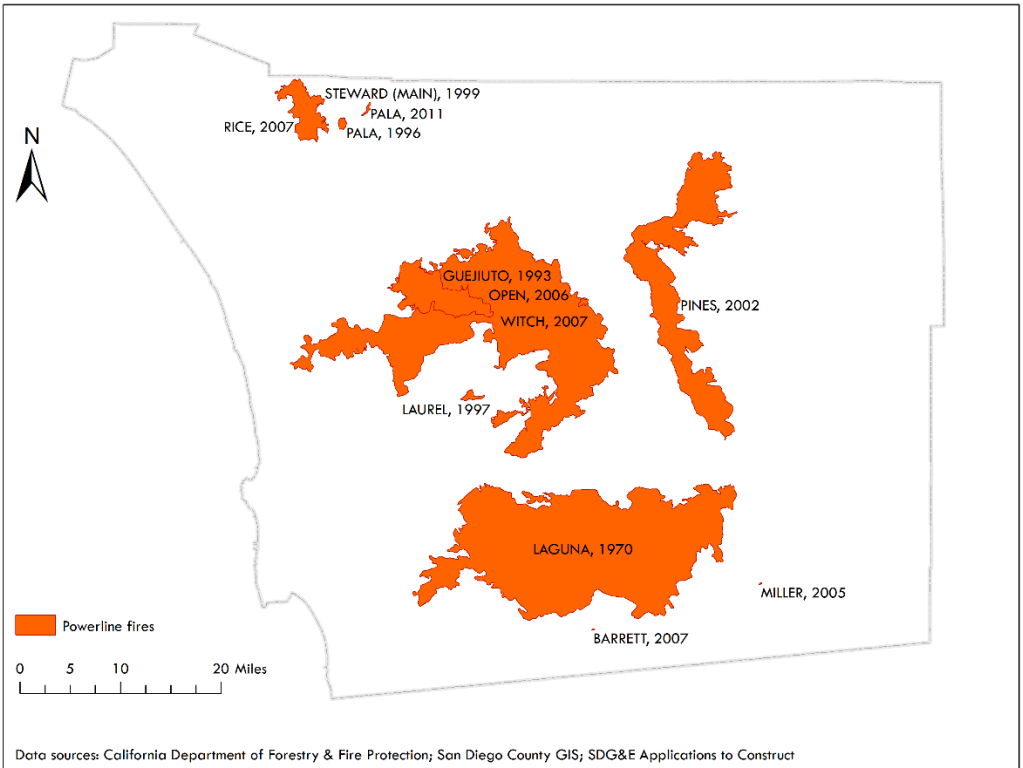 STEWARD (MAIN), 1999
PALA, 2011
RICE, 2007
PALA, 1996
N
GUEJIUTO, 1993
OPEN, 2006
PINES, 2002
WITCH, 2007
LAUREL, 1997
LAGUNA, 1970
MILLER, 2005
Powerline fires
BARRETT, 2007
0 5 10 20 Miles
Data sources: California Department of Forestry & Fire Protection; San Diego County GIS; SDG&E Applications to Construct